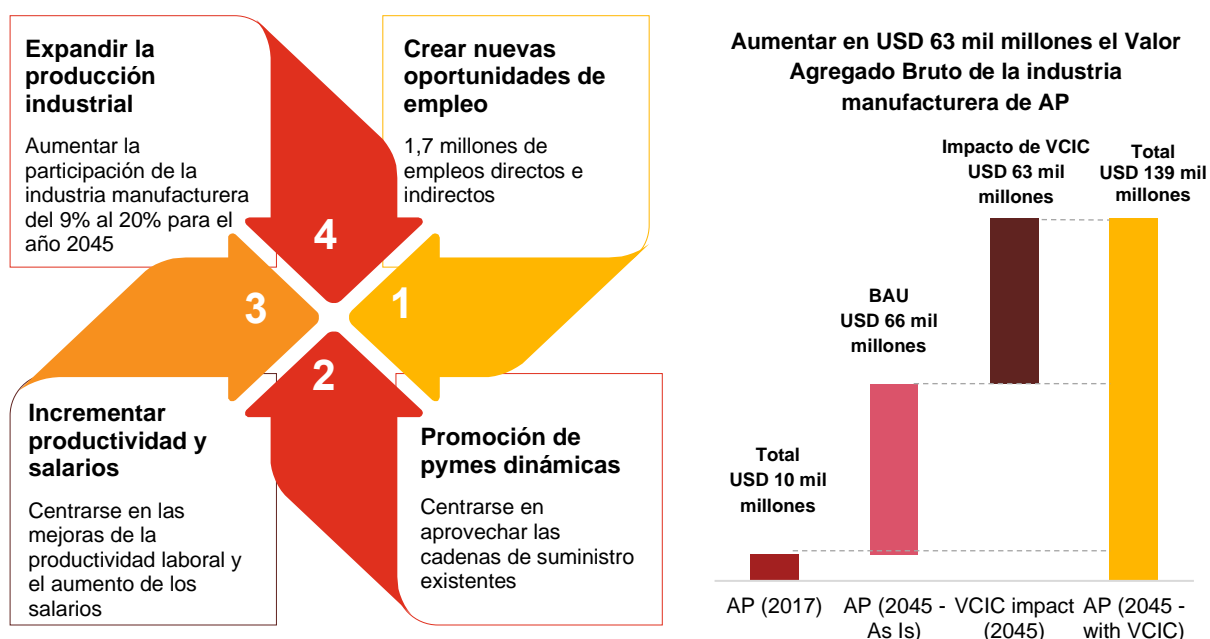 Expandir la
producción
industrial
Aumentar la
participación de la
industria manufacturera
del 9% al 20% para el
año 2045
4
Crear nuevas
oportunidades de
empleo
1,7 millones de
empleos directos e
indirectos
3
1
2
Incrementar
productividad y
salarios
Centrarse en las
mejoras de la
productividad laboral y
el aumento de los
salarios
Promoción de
pymes dinámicas
Centrarse en
aprovechar las
cadenas de suministro
existentes
Aumentar en USD 63 mil millones el Valor
Agregado Bruto de la industria
manufacturera de AP
Impacto de VCIC
USD 63 mil
millones
Total
USD 139 mil
millones
BAU
USD 66 mil
millones
Total
USD 10 mil
millones
AP (2017)
AP (2045 -
As Is)
VCIC impact
(2045)
AP (2045 -
with VCIC)